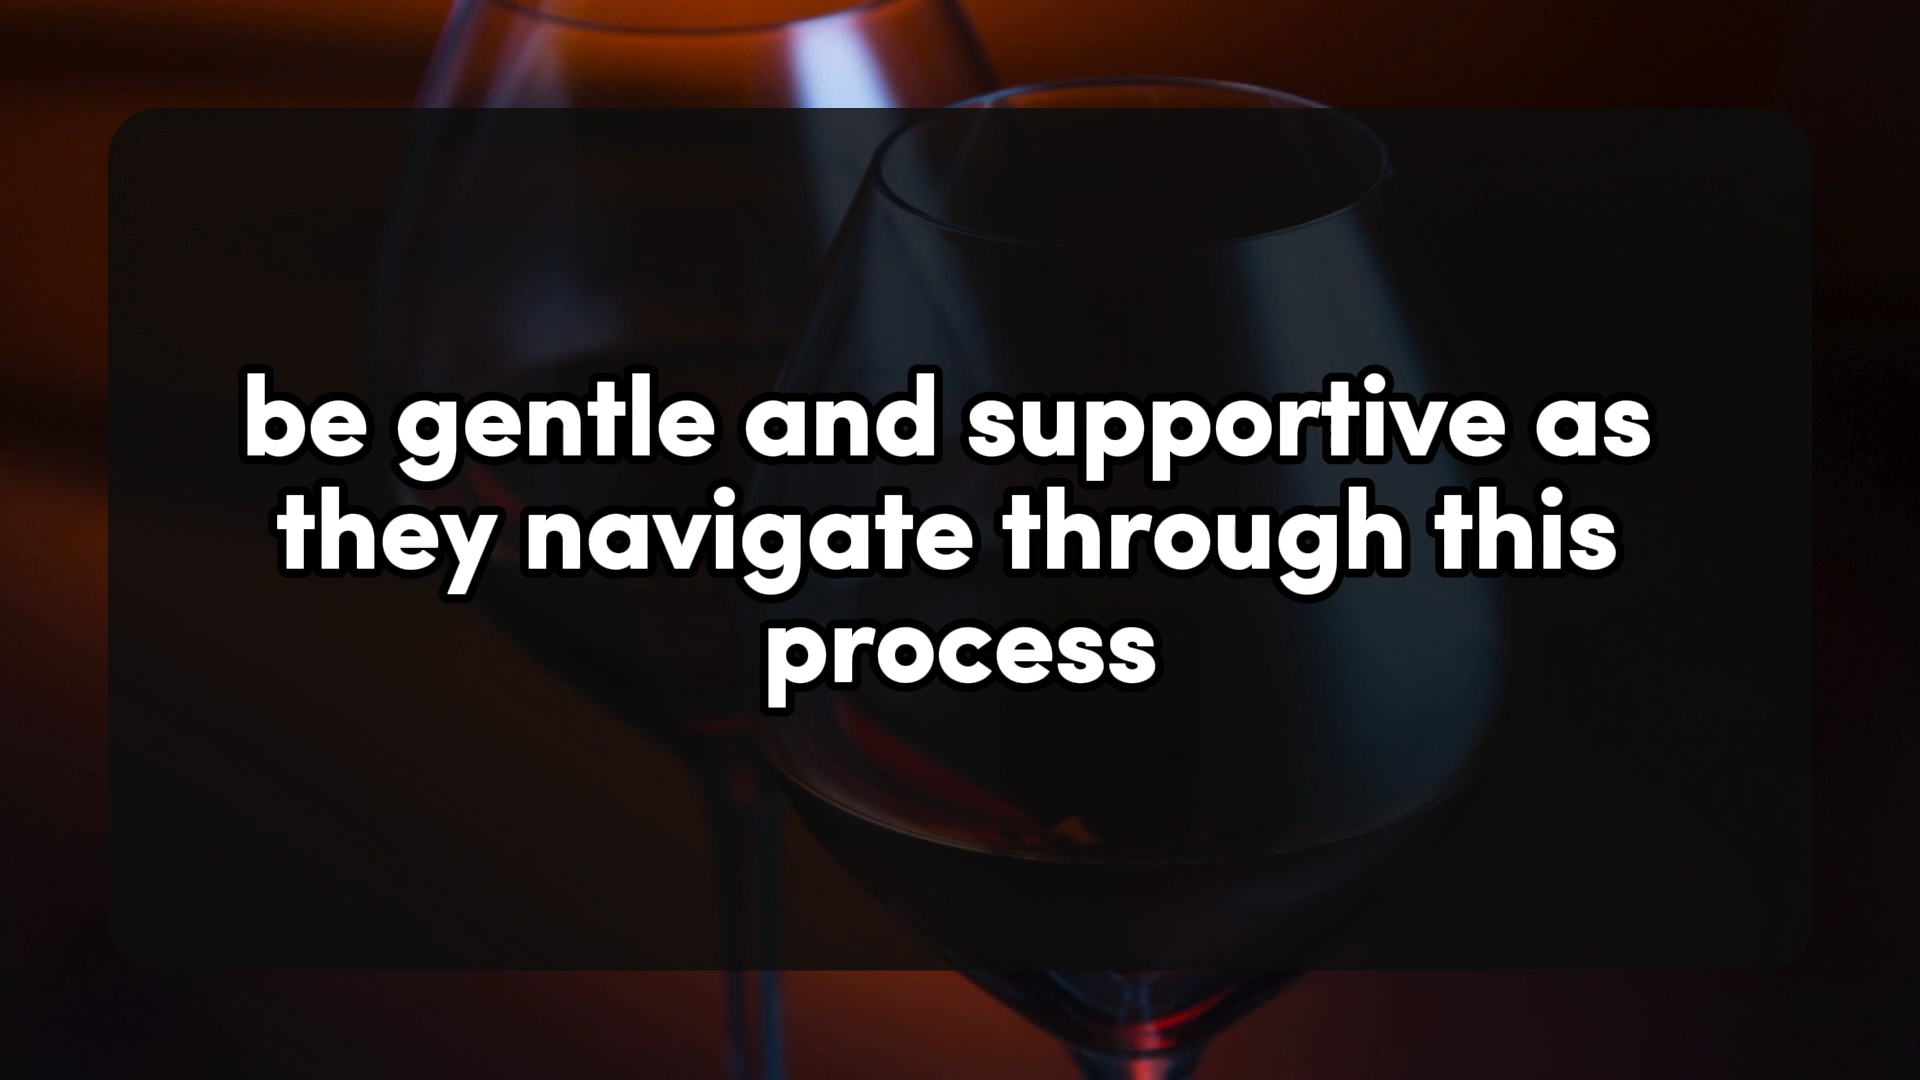 be gentle and supportive as
they navigate through this
process